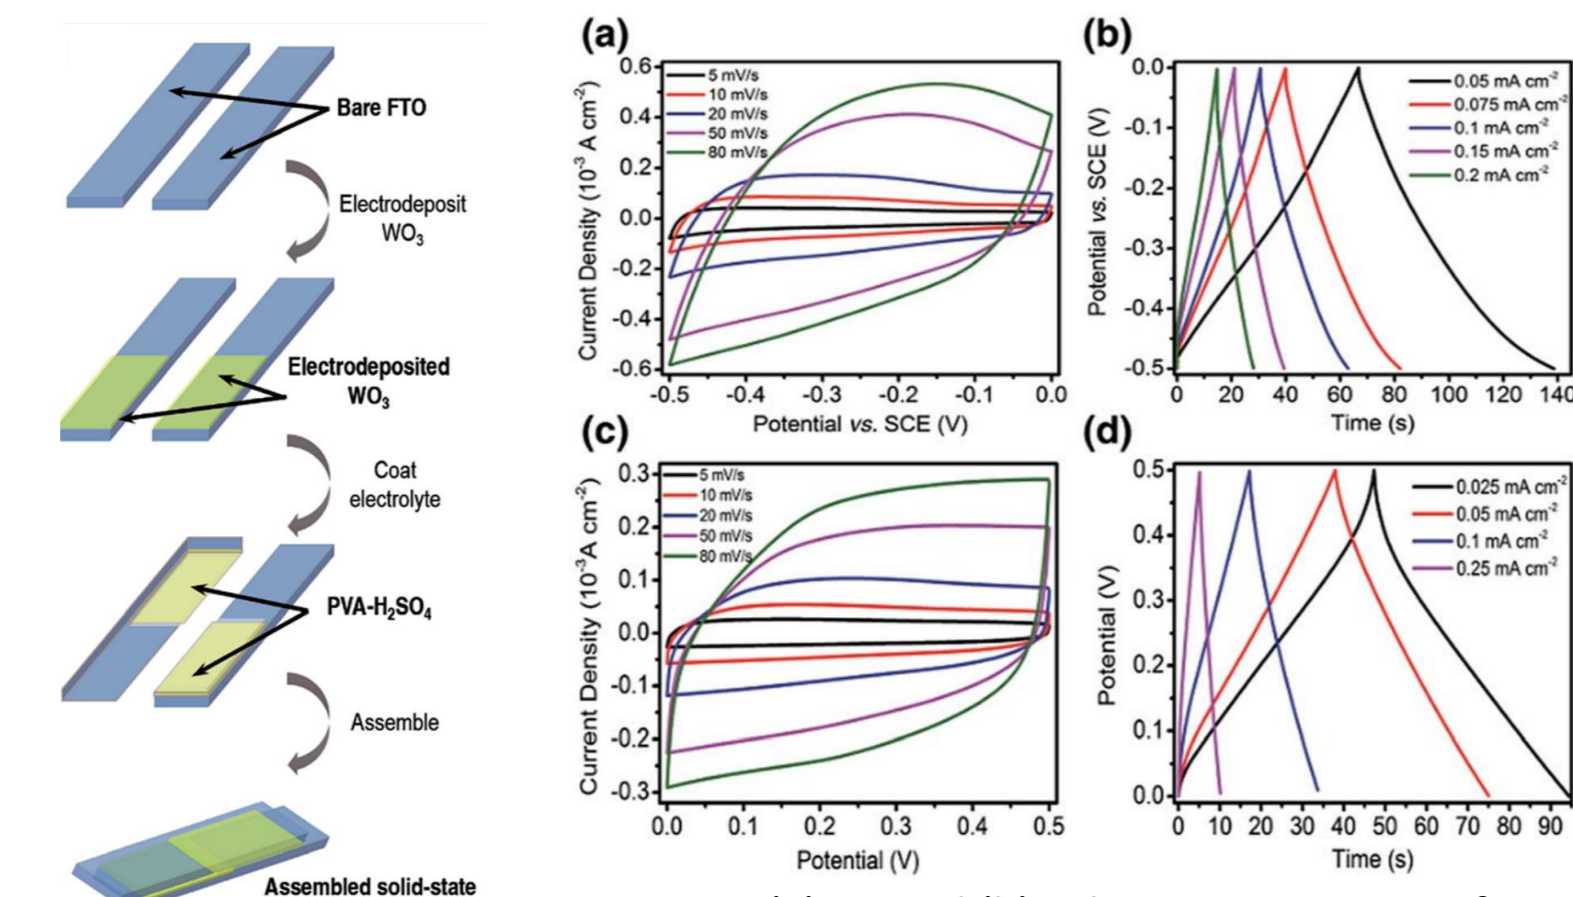 Bare FTO
Electrodeposit
WO₃
Electrodeposited
WO₃
Coat
electrolyte
PVA-H₂SO₄
Assemble
Assembled solid-state
(a)
0.6
0.4
0.2
0.0
-0.2
-0.4
-0.6
Current Density (10⁻³ A cm⁻²)
5 mV/s
10 mV/s
20 mV/s
50 mV/s
80 mV/s
-0.5 -0.4 -0.3 -0.2 -0.1 0.0
Potential vs. SCE (V)
(b)
0.0
-0.1
-0.2
-0.3
-0.4
-0.5
Potential vs. SCE (V)
0.05 mA cm⁻²
0.075 mA cm⁻²
0.1 mA cm⁻²
0.15 mA cm⁻²
0.2 mA cm⁻²
0 20 40 60 80 100 120 140
Time (s)
(c)
0.3
0.2
0.1
0.0
-0.1
-0.2
-0.3
Current Density (10⁻³A cm⁻²)
5 mV/s
10 mV/s
20 mV/s
50 mV/s
80 mV/s
0.0 0.1 0.2 0.3 0.4 0.5
Potential (V)
(d)
0.5
0.4
0.3
0.2
0.1
0.0
Potential (V)
0.025 mA cm⁻²
0.05 mA cm⁻²
0.1 mA cm⁻²
0.25 mA cm⁻²
0 10 20 30 40 50 60 70 80 90
Time (s)